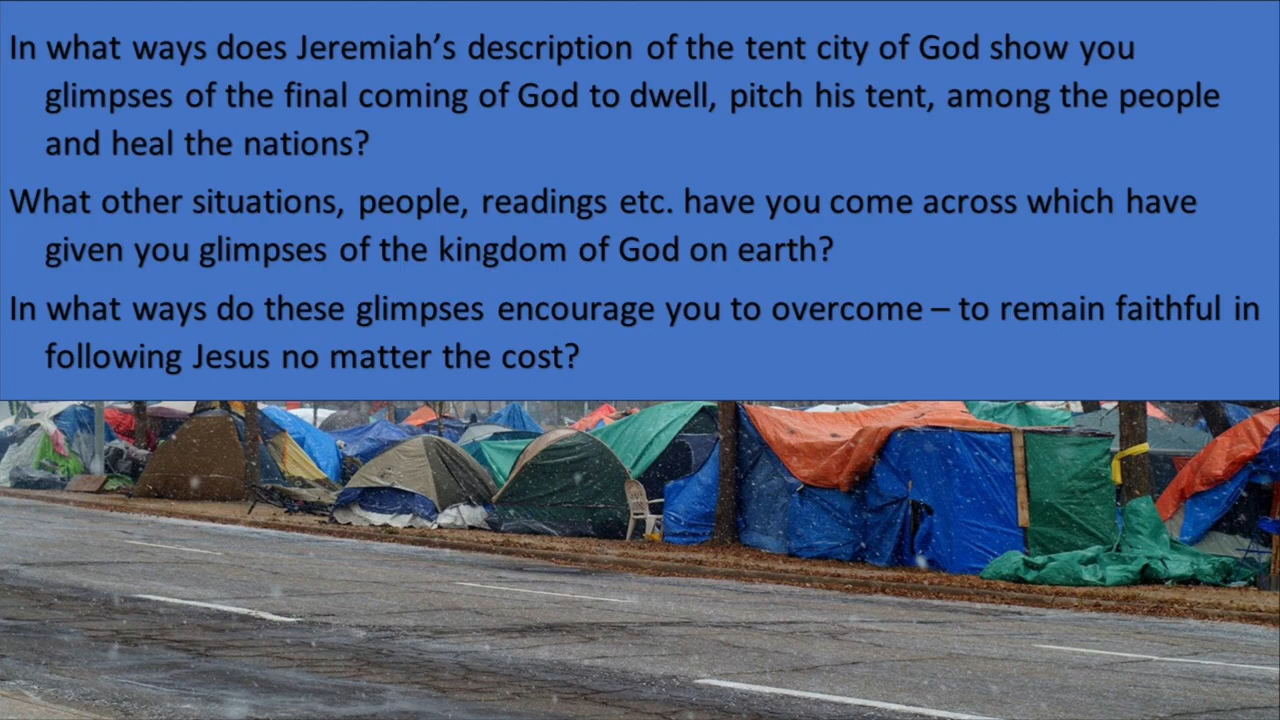 In what ways does Jeremiah’s description of the tent city of God show you
glimpses of the final coming of God to dwell, pitch his tent, among the people
and heal the nations?
What other situations, people, readings etc. have you come across which have
given you glimpses of the kingdom of God on earth?
In what ways do these glimpses encourage you to overcome – to remain faithful in
following Jesus no matter the cost?